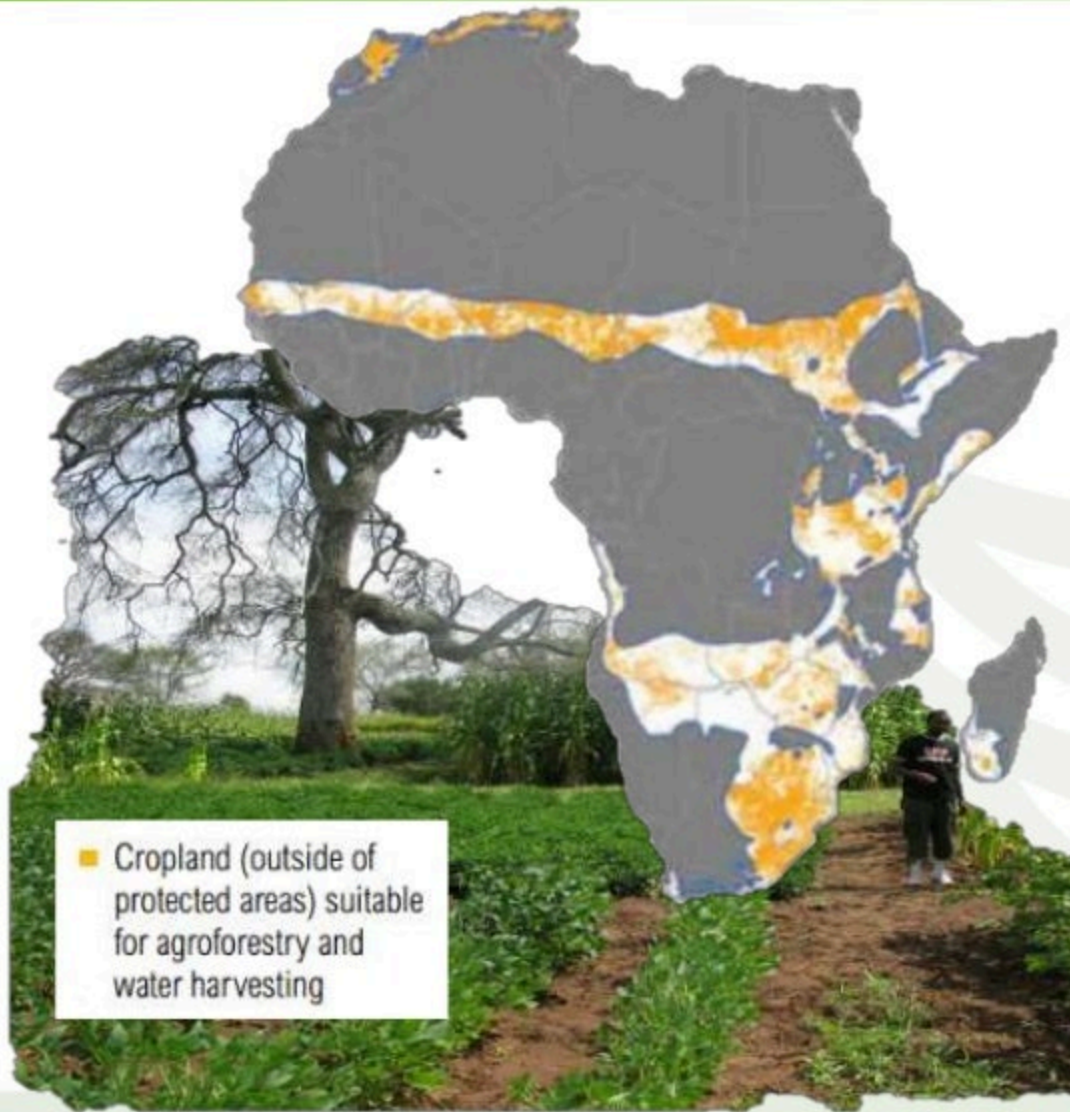 Cropland (outside of
protected areas) suitable
for agroforestry and
water harvesting